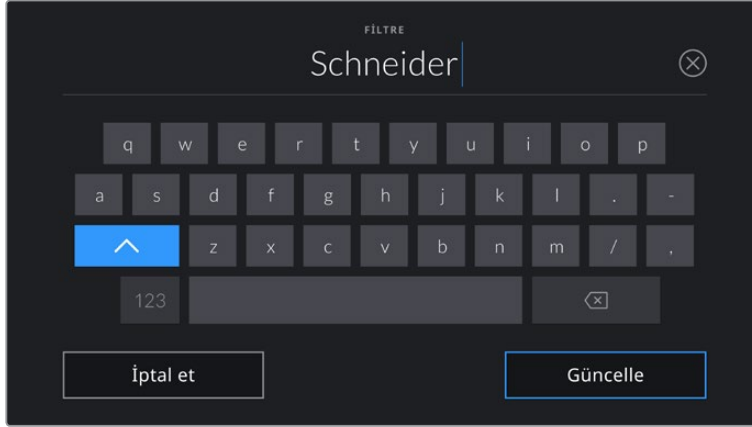 FİLTRE
Schneider
q w e r t y u i o p
a s d f g h j k l . -
z x c v b n m / ,
123
İptal et Güncelle